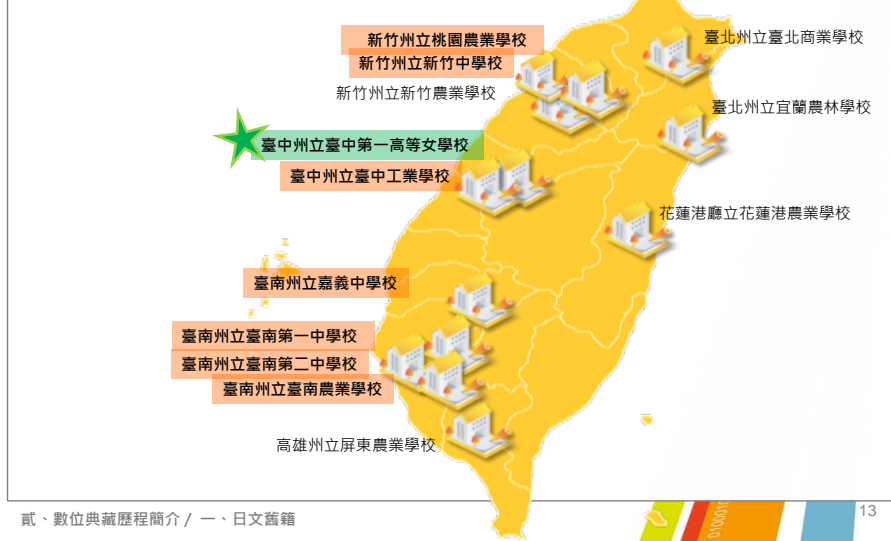 新竹州立桃園農業學校
新竹州立新竹中學校
新竹州立新竹農業學校
臺中州立臺中第一高等女學校
臺中州立臺中工業學校
臺南州立嘉義中學校
臺南州立臺南第一中學校
臺南州立臺南第二中學校
臺南州立臺南農業學校
高雄州立屏東農業學校
臺北州立臺北商業學校
臺北州立宜蘭農林學校
花蓮港廳立花蓮港農業學校
貳、數位典藏歷程簡介 / 一、日文舊籍
13